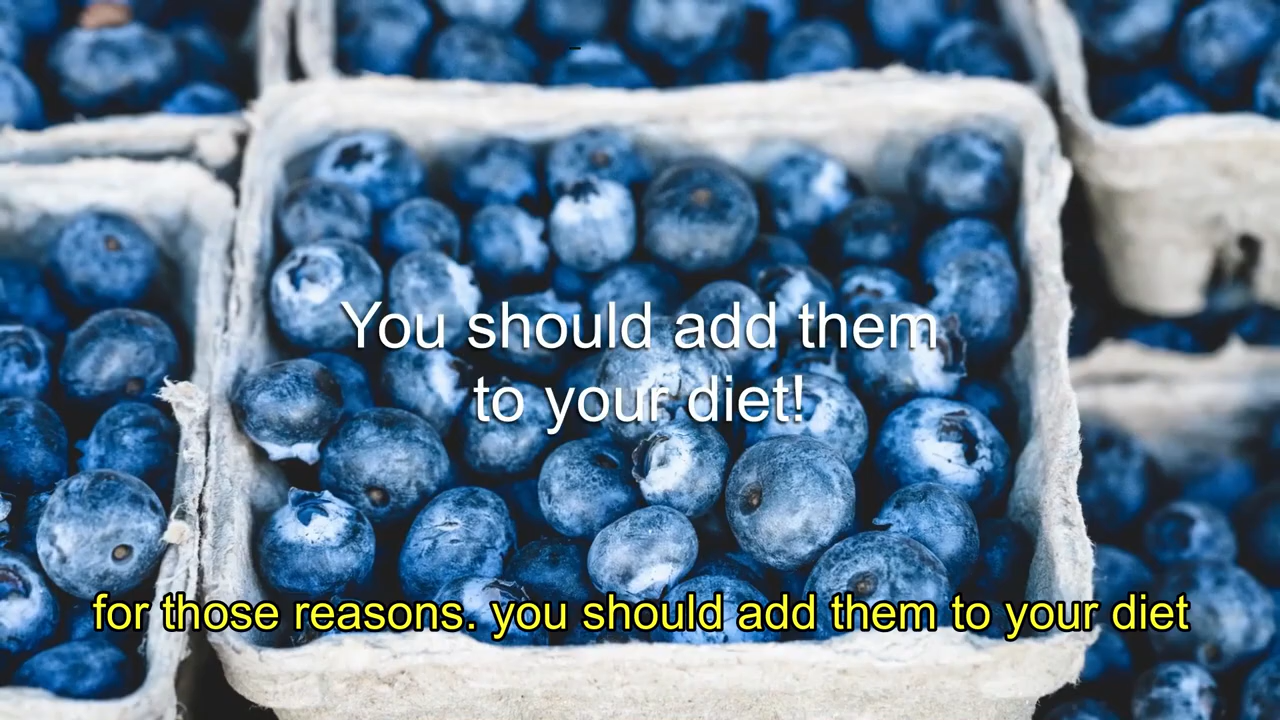 You should add them
to your diet!
for those reasons. you should add them to your diet